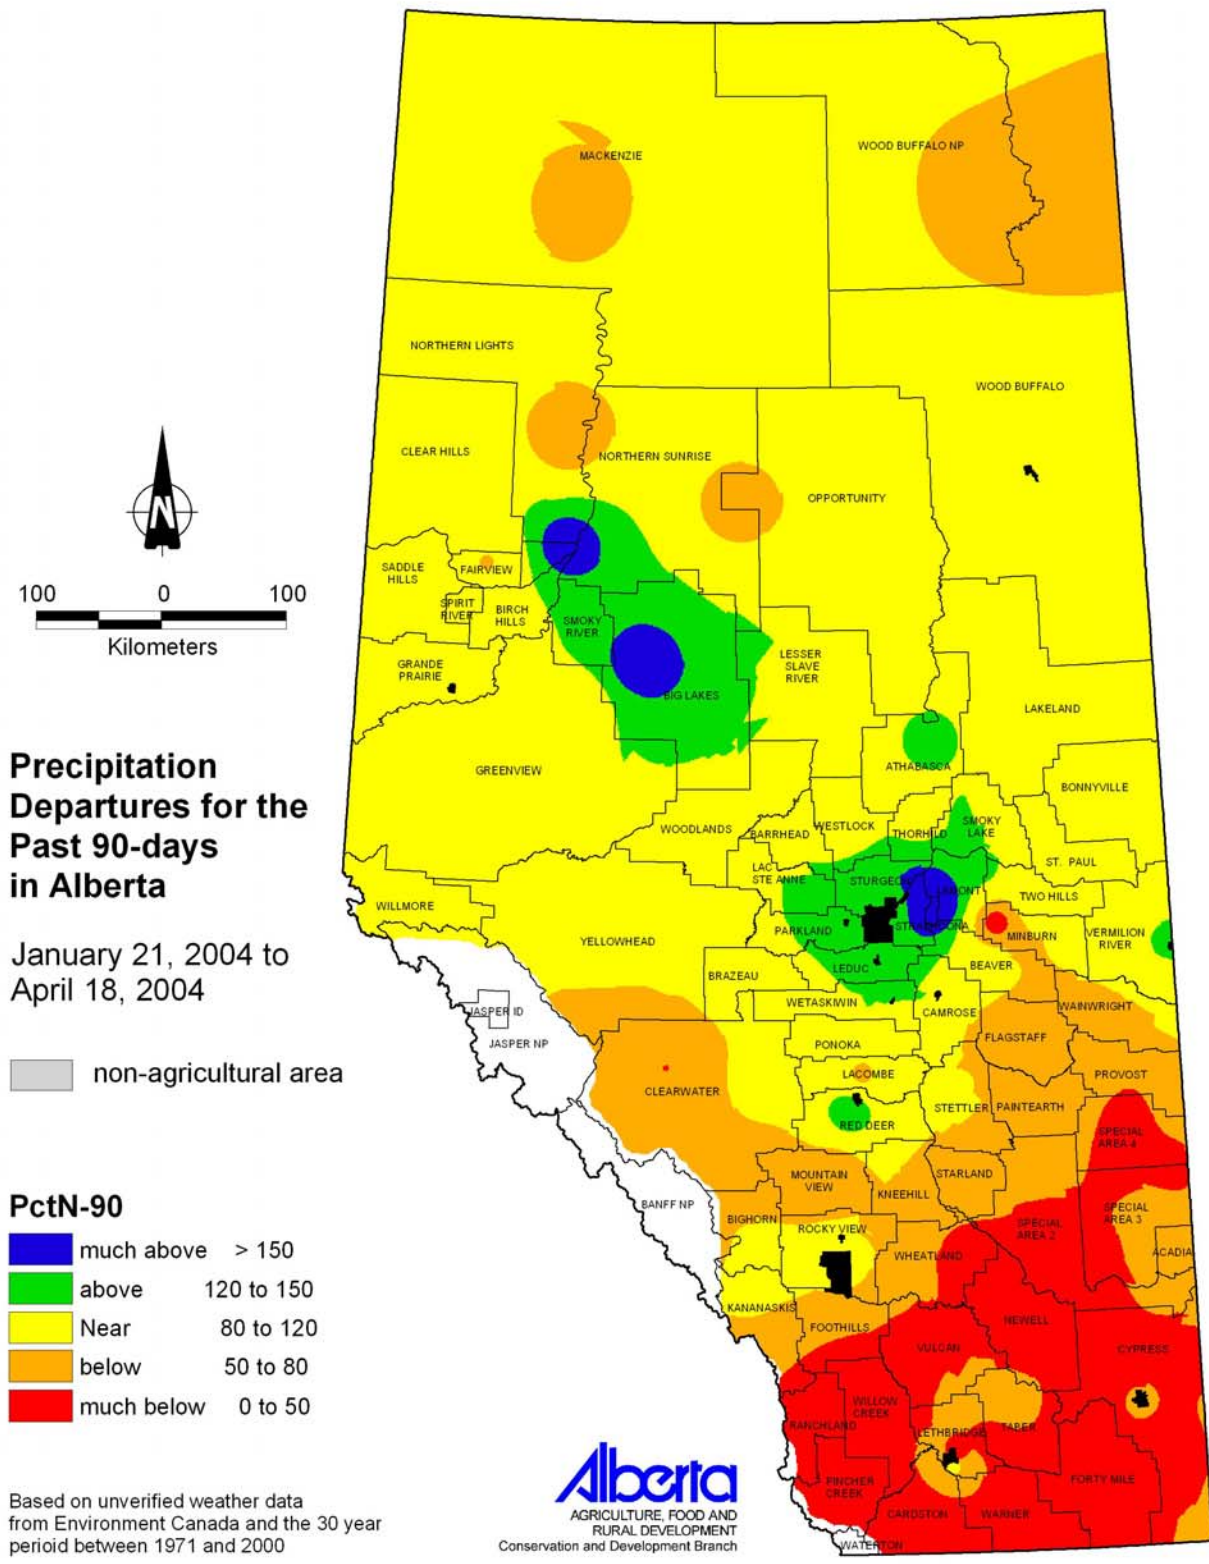 MACKENZIE
WOOD BUFFALO NP
NORTHERN LIGHTS
WOOD BUFFALO
CLEAR HILLS
NORTHERN SUNRISE
OPPORTUNITY
N
SADDLE
HILLS
FAIRVIEW
SPIRIT
RIVER
BIRCH
HILLS
SMOKY
RIVER
100 0 100
Kilometers
GRANDE
PRAIRIE
LESSER
SLAVE
RIVER
BIG LAKES
LAKELAND
Precipitation
Departures for the
Past 90-days
in Alberta
GREENVIEW
ATHABASCA
BONNYVILLE
WOODLANDS
BARRHEAD
WESTLOCK
THORHILD
SMOKY
LAKE
LAC
STE ANNE
ST. PAUL
STURGEON
LAMONT
TWO HILLS
WILLMORE
January 21, 2004 to
April 18, 2004
YELLOWHEAD
PARKLAND
STRATHCONA
MINBURN
VERMILION
RIVER
BRAZEAU
LEDUC
BEAVER
WETASKIWIN
CAMROSE
WAINWRIGHT
JASPER ID
JASPER NP
PONOKA
FLAGSTAFF
non-agricultural area
CLEARWATER
LACOMBE
PROVOST
RED DEER
STETTLER
PAINTEARTH
SPECIAL
AREA 4
MOUNTAIN
VIEW
KNEEHILL
STARLAND
BANFF NP
PctN-90
BIGHORN
ROCKY VIEW
SPECIAL
AREA 2
SPECIAL
AREA 3
WHEATLAND
ACADIA
much above > 150
above 120 to 150
Near 80 to 120
below 50 to 80
much below 0 to 50
KANANASKIS
FOOTHILLS
NEWELL
VULCAN
CYPRESS
WILLOW
CREEK
RANCHLAND
LETHBRIDGE
TABER
PINCHER
CREEK
FORTY MILE
CARDSTON
WARNER
WATERTON
Based on unverified weather data
from Environment Canada and the 30 year
perioid between 1971 and 2000
Alberta
AGRICULTURE, FOOD AND
RURAL DEVELOPMENT
Conservation and Development Branch